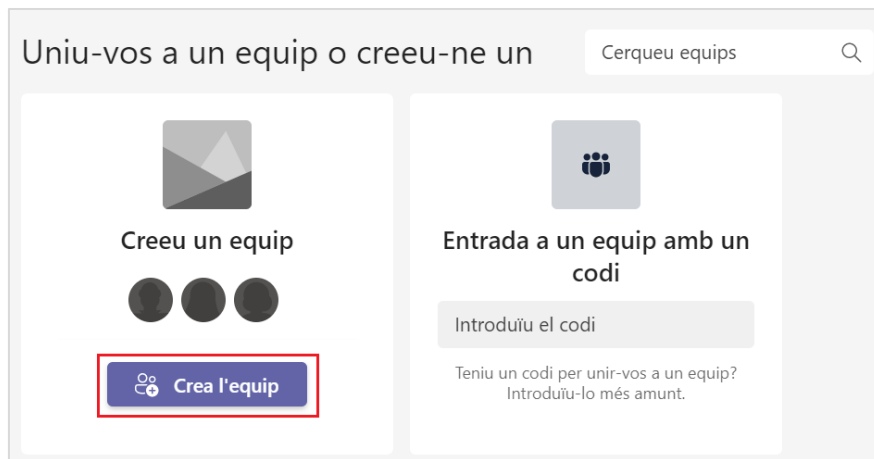 Uniu-vos a un equip o creeu-ne un
Cerqueu equips
Creeu un equip
Crea l'equip
Entrada a un equip amb un
codi
Introduïu el codi
Teniu un codi per unir-vos a un equip?
Introduïu-lo més amunt.